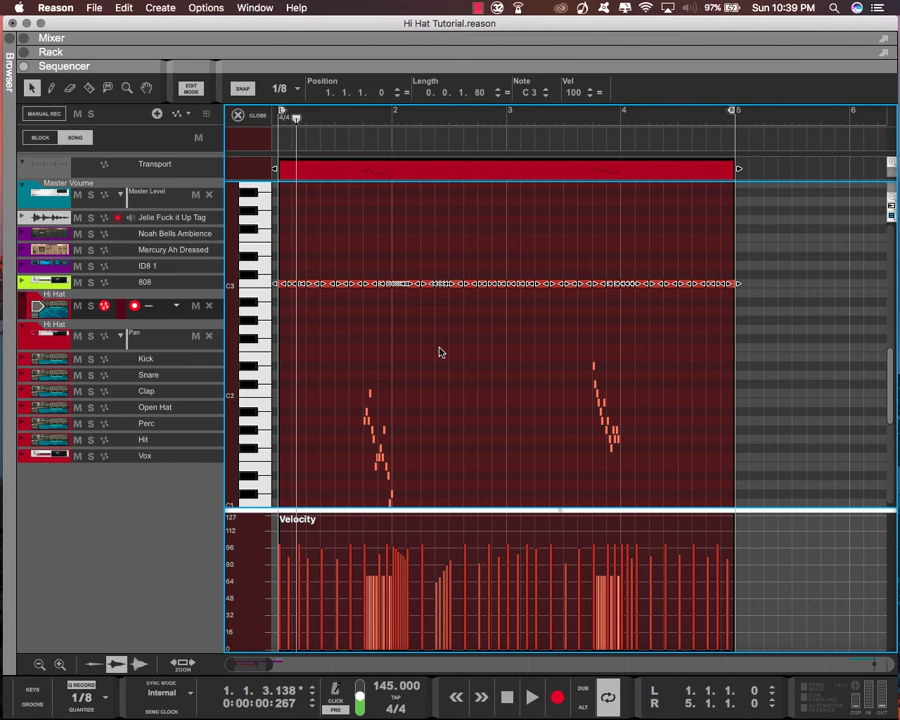 Reason File Edit Create Options Window Help 97% Sun 10:39 PM
Hi Hat Tutorial.reason
Browser
Mixer
Rack
Sequencer
EDIT MODE SNAP 1/8 Position 1. 1. 1. 0 Length 0. 0. 1. 80 Note C 3 Vel 100
MANUAL REC M S
CLOSE 4/4 2 3 4 5 6
BLOCK SONG M
Transport
Master Voume
M S Master Level M
M S Jelie Fuck it Up Tag
M S Noah Bells Ambience
M S Mercury Ah Dressed
M S ID8 1
M S 808
Hi Hat
M S
Hi Hat
M S Pan M
M S Kick
M S Snare
M S Clap
M S Open Hat
M S Perc
M S Hit
M S Vox
C3
C2
C1
Velocity
127
112
96
80
64
48
32
16
ZOOM
KEYS
GROOVES
Q RECORD
1/8
QUANTIZE
SYNC MODE
Internal
SEND CLOCK
1. 1. 3.138 *
0:00:00:267
CLICK
PRE
145.000
TAP
4/4
DUB
ALT
L 1. 1. 1. 0
R 5. 1. 1. 0
CALC
DSP IN OUT